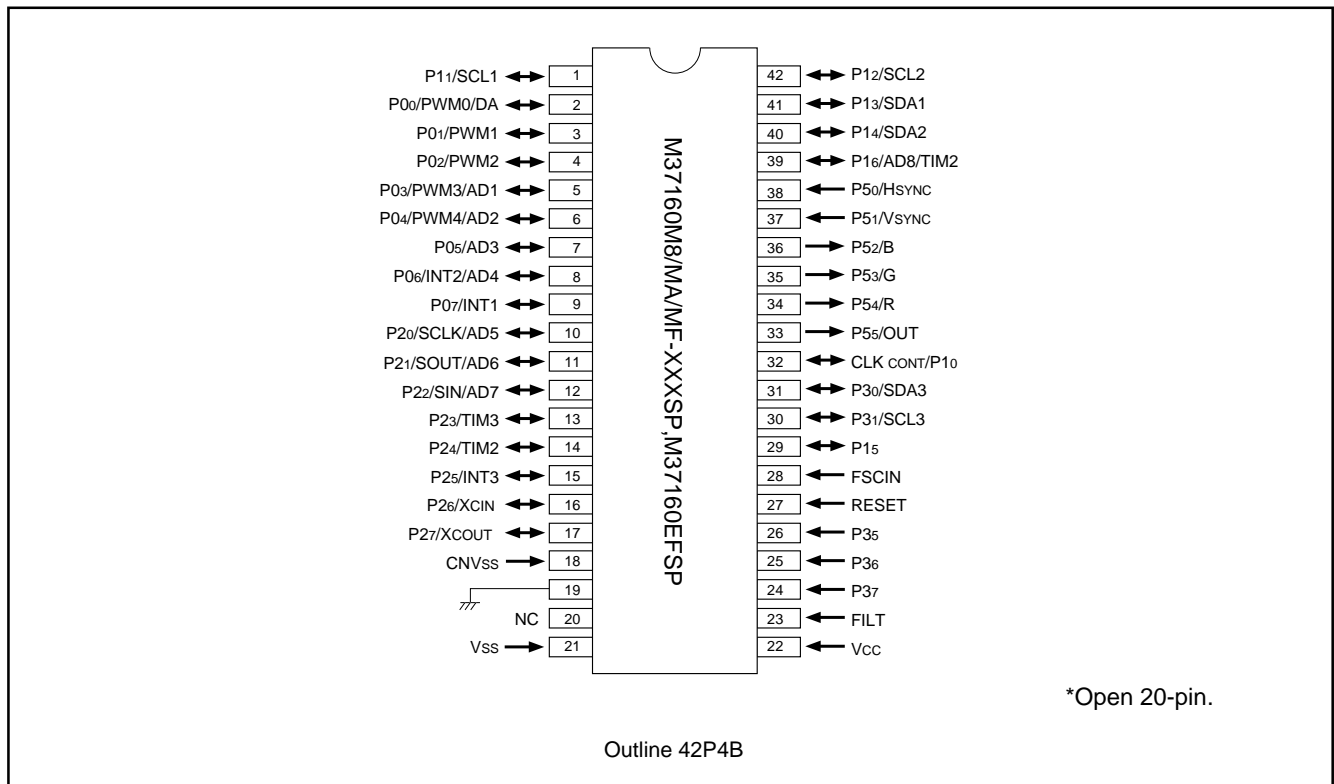 P11/SCL1 1
P00/PWM0/DA 2
P01/PWM1 3
P02/PWM2 4
P03/PWM3/AD1 5
P04/PWM4/AD2 6
P05/AD3 7
P06/INT2/AD4 8
P07/INT1 9
P20/SCLK/AD5 10
P21/SOUT/AD6 11
P22/SIN/AD7 12
P23/TIM3 13
P24/TIM2 14
P25/INT3 15
P26/XCIN 16
P27/XCOUT 17
CNVSS 18
19
NC 20
VSS 21
M37160M8/MA/MF-XXXSP,M37160EFSP
42 P12/SCL2
41 P13/SDA1
40 P14/SDA2
39 P16/AD8/TIM2
38 P50/HSYNC
37 P51/VSYNC
36 P52/B
35 P53/G
34 P54/R
33 P55/OUT
32 CLK CONT/P10
31 P30/SDA3
30 P31/SCL3
29 P15
28 FSCIN
27 RESET
26 P35
25 P36
24 P37
23 FILT
22 VCC
*Open 20-pin.
Outline 42P4B